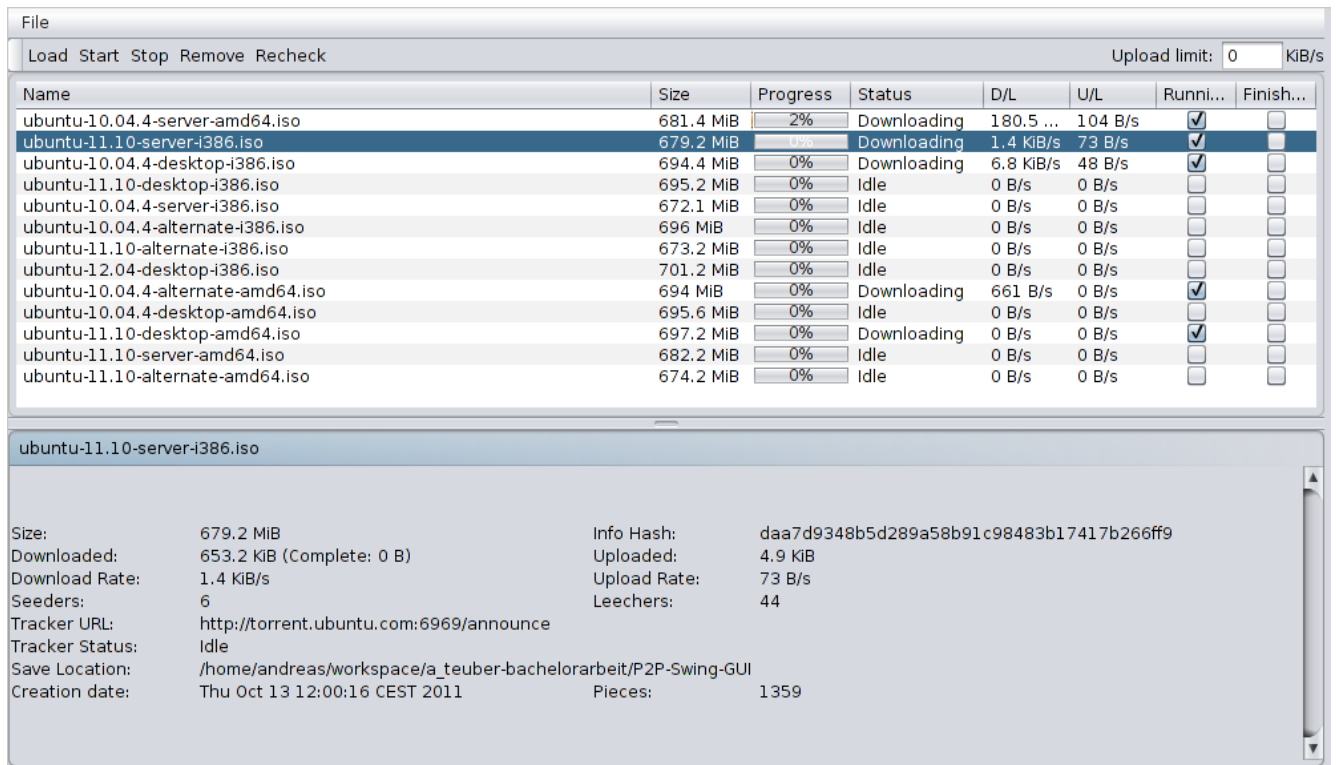 File
Load Start Stop Remove Recheck Upload limit: 0 KiB/s
Name Size Progress Status D/L U/L Runni... Finish...
ubuntu-10.04.4-server-amd64.iso 681.4 MiB 2% Downloading 180.5 ... 104 B/s
ubuntu-11.10-server-i386.iso 679.2 MiB 0% Downloading 1.4 KiB/s 73 B/s
ubuntu-10.04.4-desktop-i386.iso 694.4 MiB 0% Downloading 6.8 KiB/s 48 B/s
ubuntu-11.10-desktop-i386.iso 695.2 MiB 0% Idle 0 B/s 0 B/s
ubuntu-10.04.4-server-i386.iso 672.1 MiB 0% Idle 0 B/s 0 B/s
ubuntu-10.04.4-alternate-i386.iso 696 MiB 0% Idle 0 B/s 0 B/s
ubuntu-11.10-alternate-i386.iso 673.2 MiB 0% Idle 0 B/s 0 B/s
ubuntu-12.04-desktop-i386.iso 701.2 MiB 0% Idle 0 B/s 0 B/s
ubuntu-10.04.4-alternate-amd64.iso 694 MiB 0% Downloading 661 B/s 0 B/s
ubuntu-10.04.4-desktop-amd64.iso 695.6 MiB 0% Idle 0 B/s 0 B/s
ubuntu-11.10-desktop-amd64.iso 697.2 MiB 0% Downloading 0 B/s 0 B/s
ubuntu-11.10-server-amd64.iso 682.2 MiB 0% Idle 0 B/s 0 B/s
ubuntu-11.10-alternate-amd64.iso 674.2 MiB 0% Idle 0 B/s 0 B/s
ubuntu-11.10-server-i386.iso
Size: 679.2 MiB Info Hash: daa7d9348b5d289a58b91c98483b17417b266ff9
Downloaded: 653.2 KiB (Complete: 0 B) Uploaded: 4.9 KiB
Download Rate: 1.4 KiB/s Upload Rate: 73 B/s
Seeders: 6 Leechers: 44
Tracker URL: http://torrent.ubuntu.com:6969/announce
Tracker Status: Idle
Save Location: /home/andreas/workspace/a_teuber-bachelorarbeit/P2P-Swing-GUI
Creation date: Thu Oct 13 12:00:16 CEST 2011 Pieces: 1359